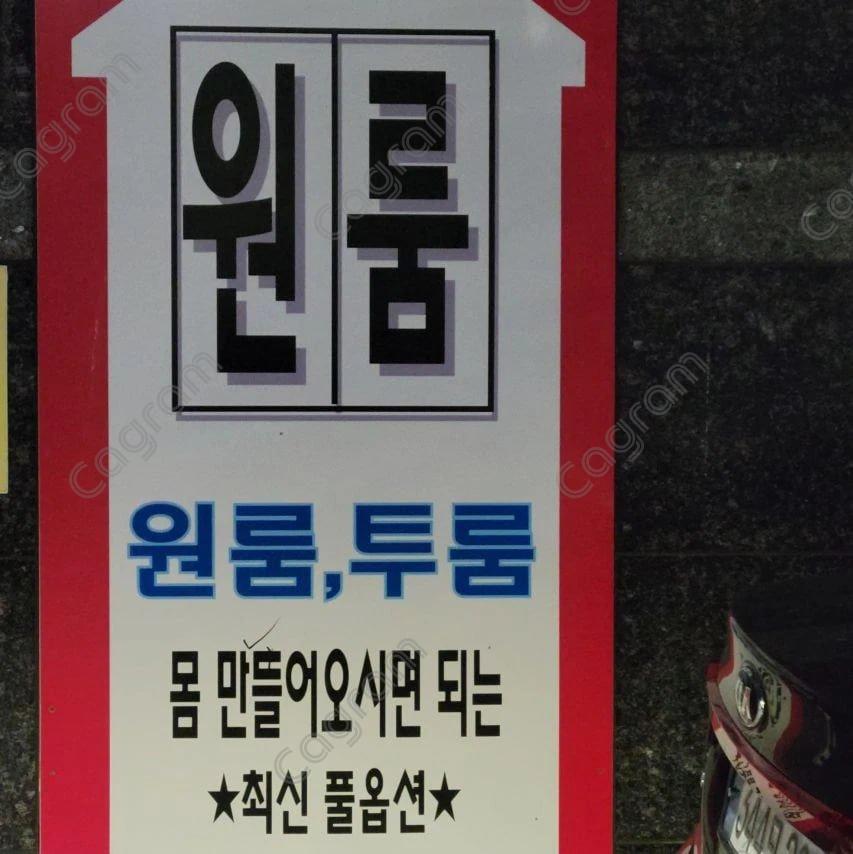 원룸
원룸,투룸
몸 만들어오시면 되는
★최신 풀옵션★
cagram